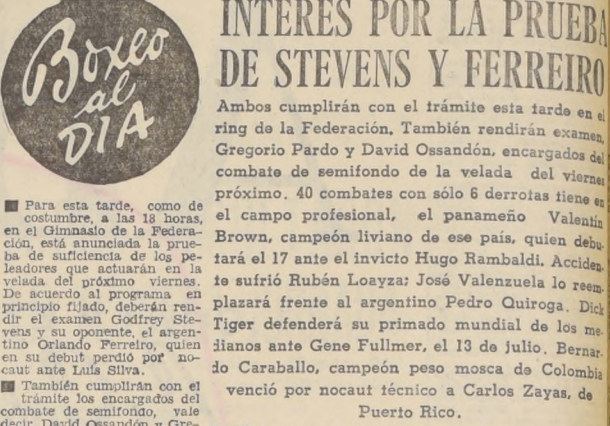 Boxeo
al
DIA
INTERES POR LA PRUEBA
DE STEVENS Y FERREIRO
Ambos cumplirán con el trámite esta tarde en el
ring de la Federación. También rendirán examen,
Gregorio Pardo y David Ossandón, encargados del
combate de semifondo de la velada del viernes
próximo. 40 combates con sólo 6 derrotas tiene en
el campo profesional, el panameño Valentín
Brown, campeón liviano de ese país, quien debu-
tará el 17 ante el invicto Hugo Rambaldi. Acciden-
te sufrió Rubén Loayza; José Valenzuela lo reem-
plazará frente al argentino Pedro Quiroga. Dick
Tiger defenderá su primado mundial de los me-
dianos ante Gene Fullmer, el 13 de julio. Bernar-
do Caraballo, campeón peso mosca de Colombia
venció por nocaut técnico a Carlos Zayas, de
Puerto Rico.
Para esta tarde, como de
costumbre, a las 18 horas,
en el Gimnasio de la Federa-
ción, está anunciada la prue-
ba de suficiencia de los pe-
leadores que actuarán en la
velada del próximo viernes.
De acuerdo al programa en
principio fijado, deberán ren-
dir el examen Godfrey Ste-
vens y su oponente, el argen-
tino Orlando Ferreiro, quien
en su debut perdió por no-
caut ante Luis Silva.
También cumplirán con el
trámite los encargados del
combate de semifondo, vale
decir, David Ossandón y Gre-